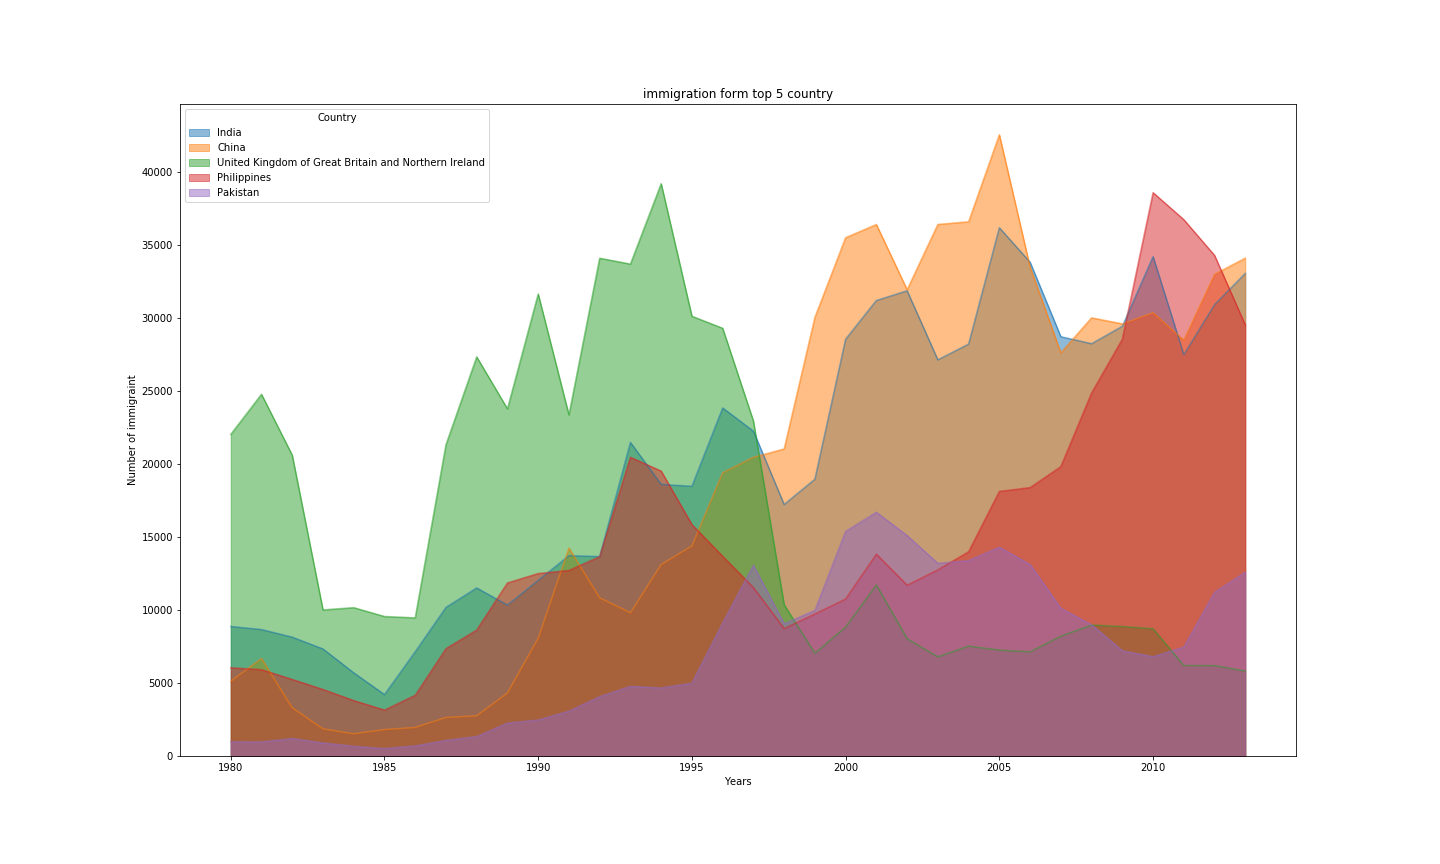 immigration form top 5 country
Country
India
China
United Kingdom of Great Britain and Northern Ireland
Philippines
Pakistan
Number of immigraint
40000
35000
30000
25000
20000
15000
10000
5000
0
1980
1985
1990
1995
2000
2005
2010
Years